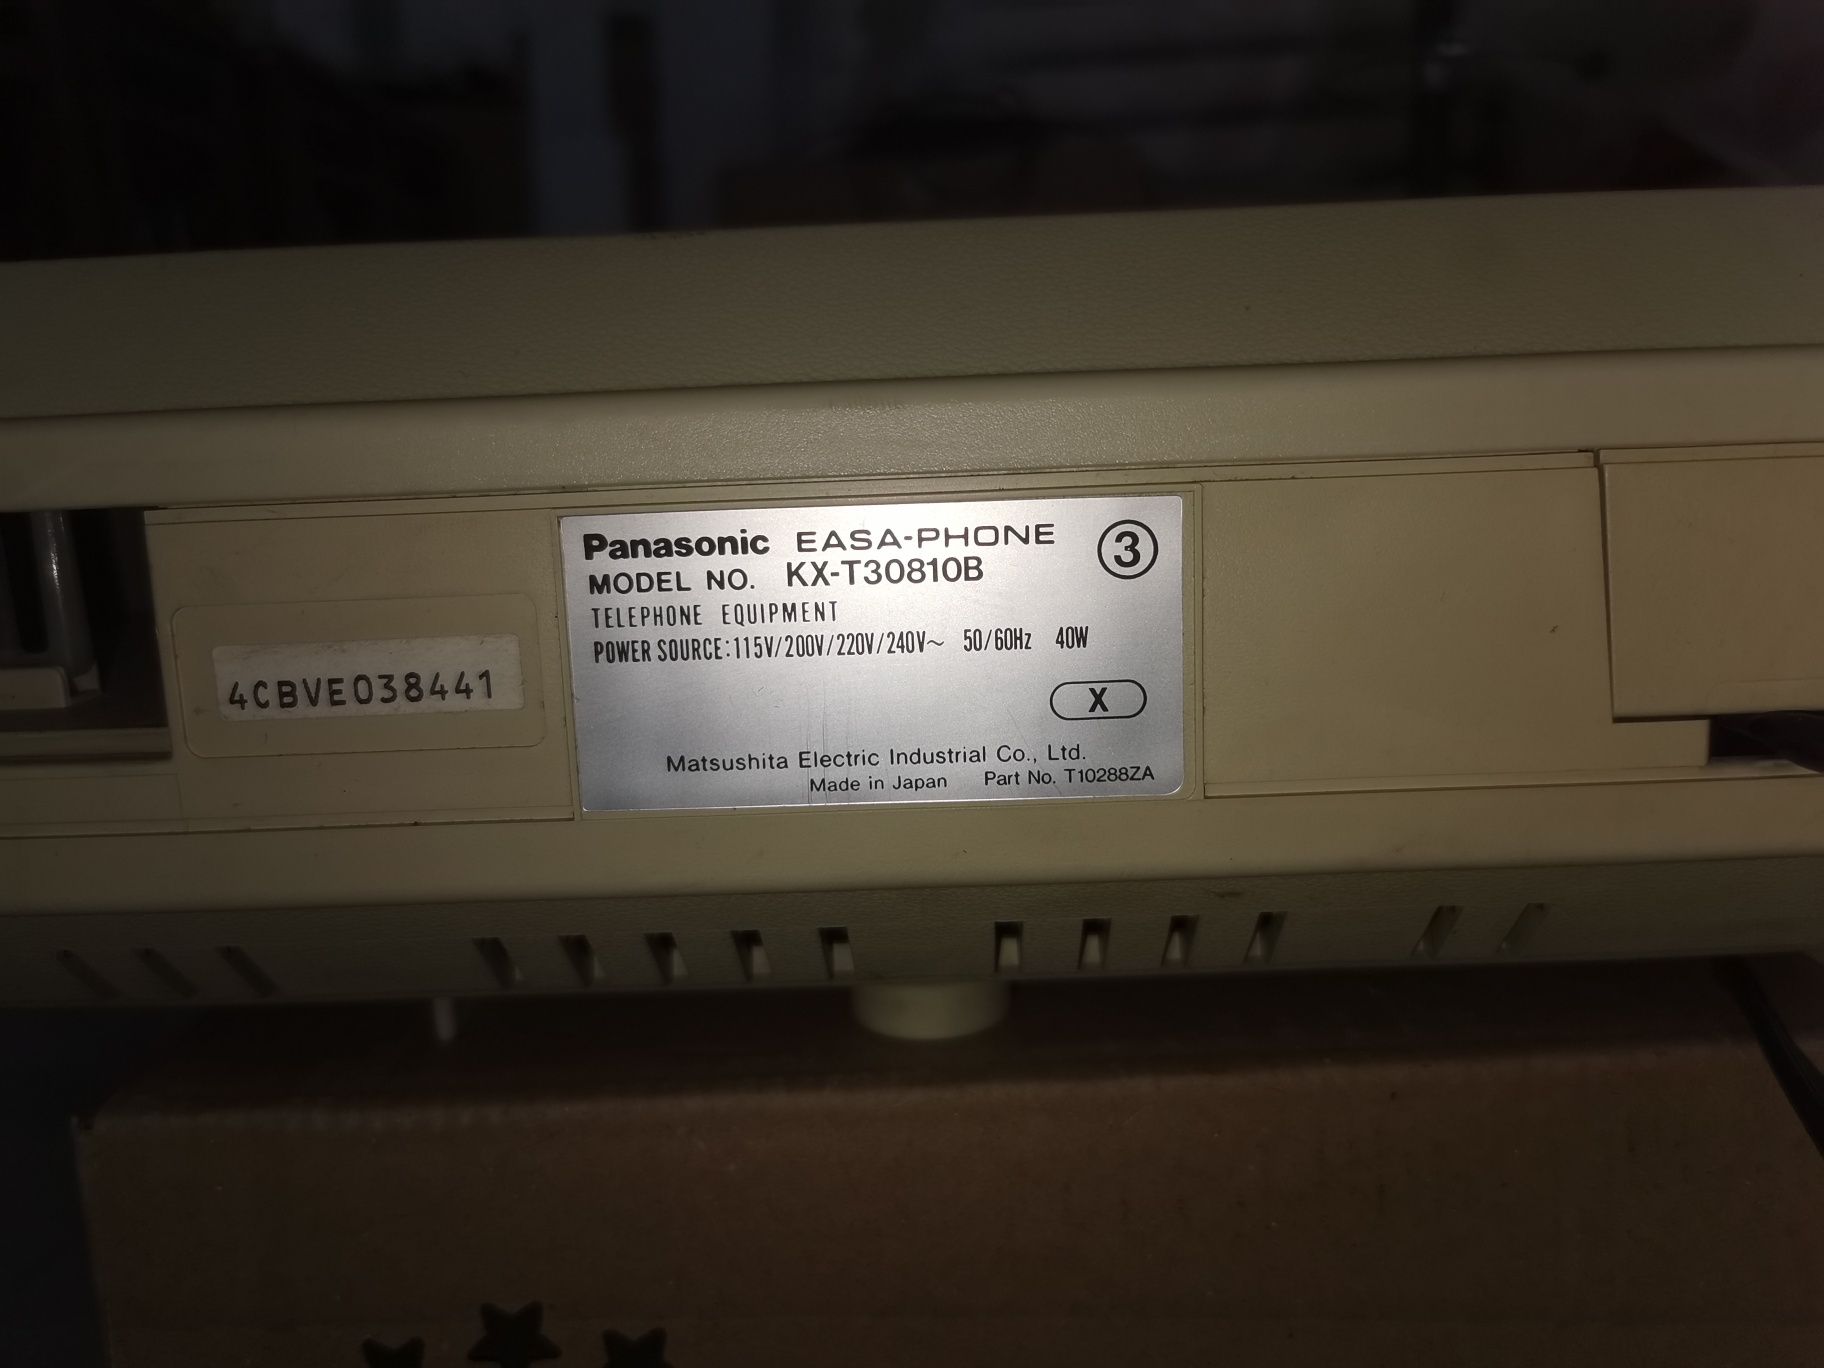 Panasonic EASA-PHONE 3
MODEL NO. KX-T30810B
TELEPHONE EQUIPMENT
POWER SOURCE:115V/200V/220V/240V~ 50/60Hz 40W
X
Matsushita Electric Industrial Co., Ltd.
Made in Japan Part No. T10288ZA
4CBVE038441